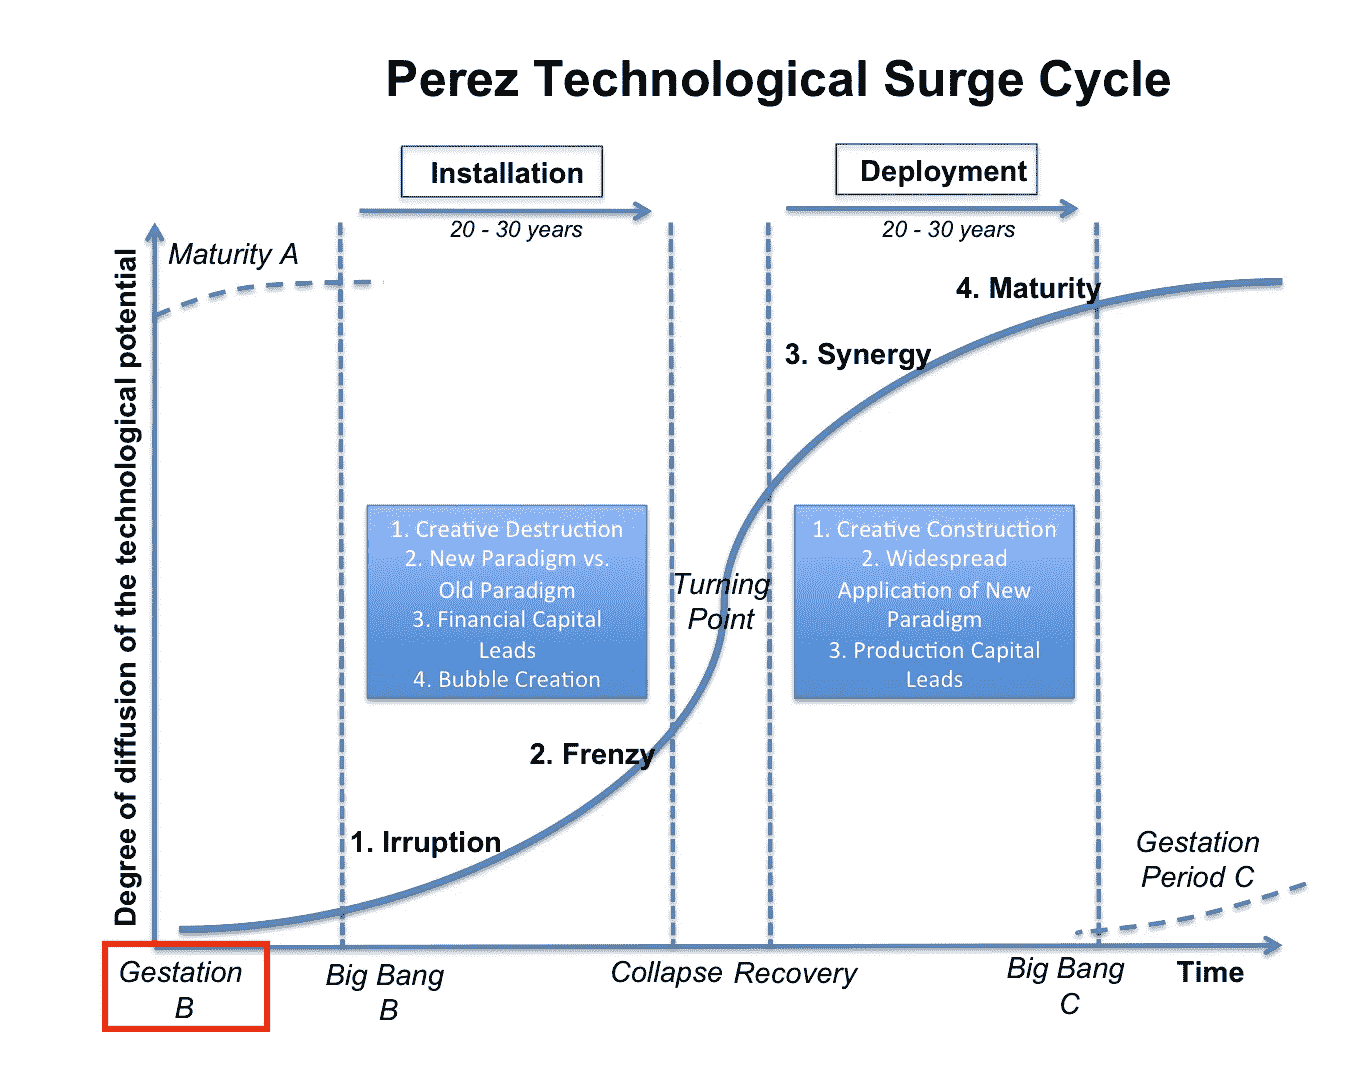 Perez Technological Surge Cycle
Installation
20 - 30 years
Deployment
20 - 30 years
Degree of diffusion of the technological potential
Maturity A
4. Maturity
3. Synergy
1. Creative Destruction
2. New Paradigm vs.
Old Paradigm
3. Financial Capital
Leads
4. Bubble Creation
Turning
Point
1. Creative Construction
2. Widespread
Application of New
Paradigm
3. Production Capital
Leads
2. Frenzy
1. Irruption
Gestation
Period C
Gestation
B
Big Bang
B
Collapse
Recovery
Big Bang
C
Time